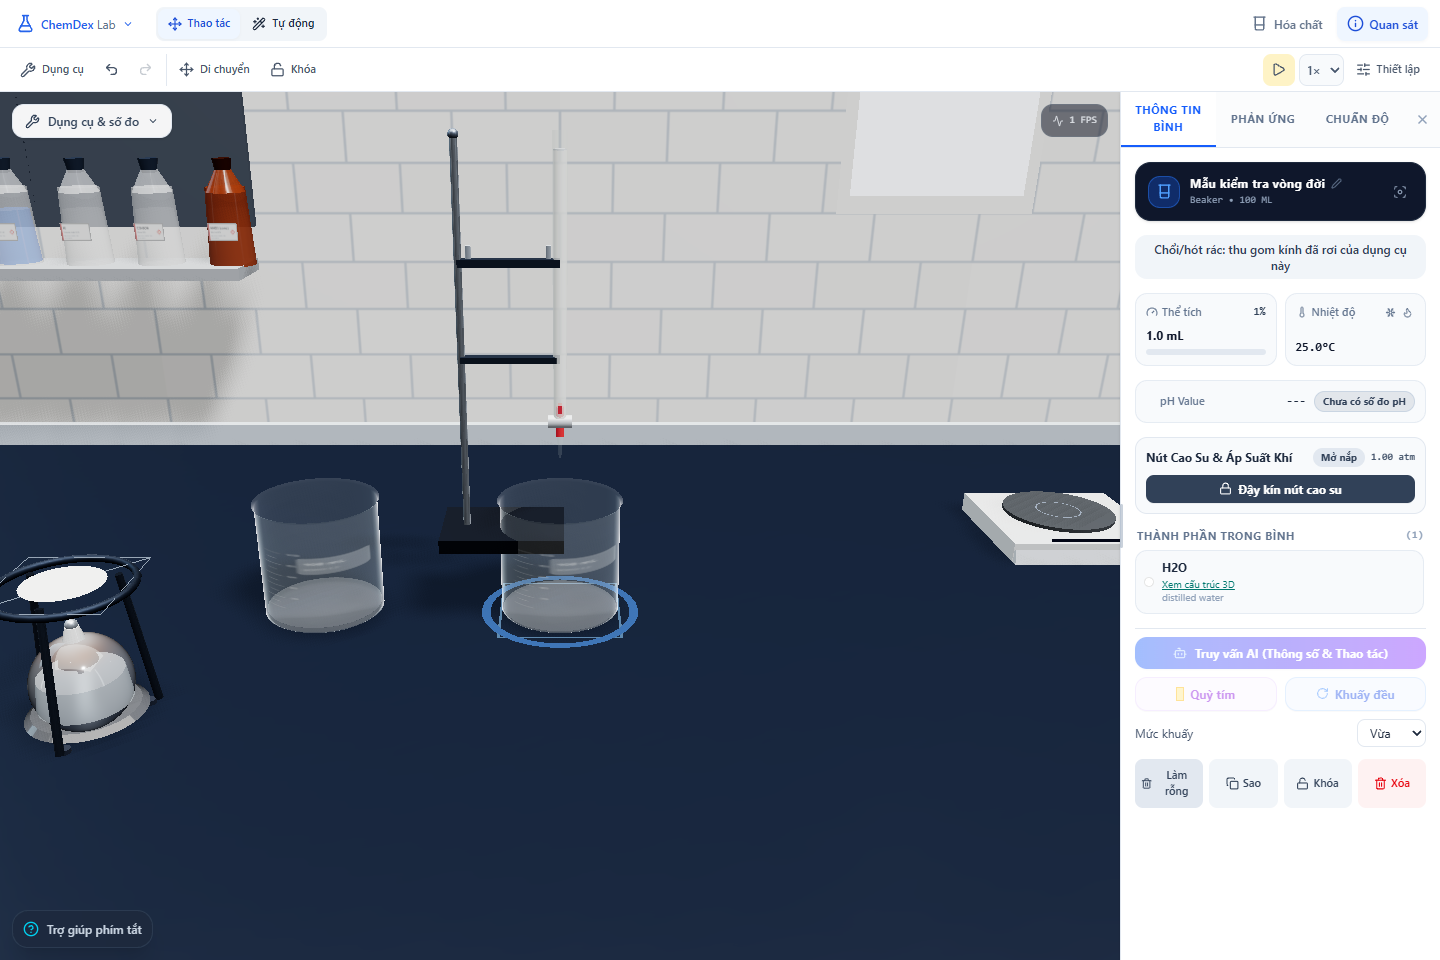 ChemDex Lab
Thao tác
Tự động
Hóa chất
Quan sát
Dụng cụ
Di chuyển
Khóa
1×
Thiết lập
Dụng cụ & số đo
1 FPS
THÔNG TIN
BÌNH
PHẢN ỨNG
CHUẨN ĐỘ
Mẫu kiểm tra vòng đời
Beaker • 100 ML
Chổi/hót rác: thu gom kính đã rơi của dụng cụ
này
Thể tích
1%
1.0 mL
Nhiệt độ
25.0°C
pH Value
---
Chưa có số đo pH
Nút Cao Su & Áp Suất Khí
Mở nắp
1.00 atm
Đậy kín nút cao su
THÀNH PHẦN TRONG BÌNH
(1)
H2O
Xem cấu trúc 3D
distilled water
Truy vấn AI (Thông số & Thao tác)
Quỳ tím
Khuấy đều
Mức khuấy
Vừa
Làm
rỗng
Sao
Khóa
Xóa
Trợ giúp phím tắt